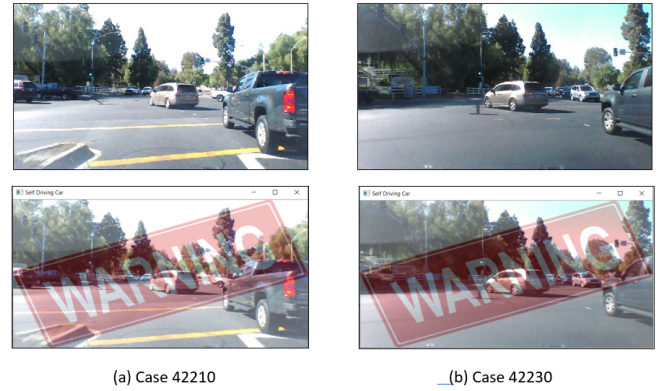 Self Driving Car
WARNING
Self Driving Car
WARNING
(a) Case 42210
(b) Case 42230